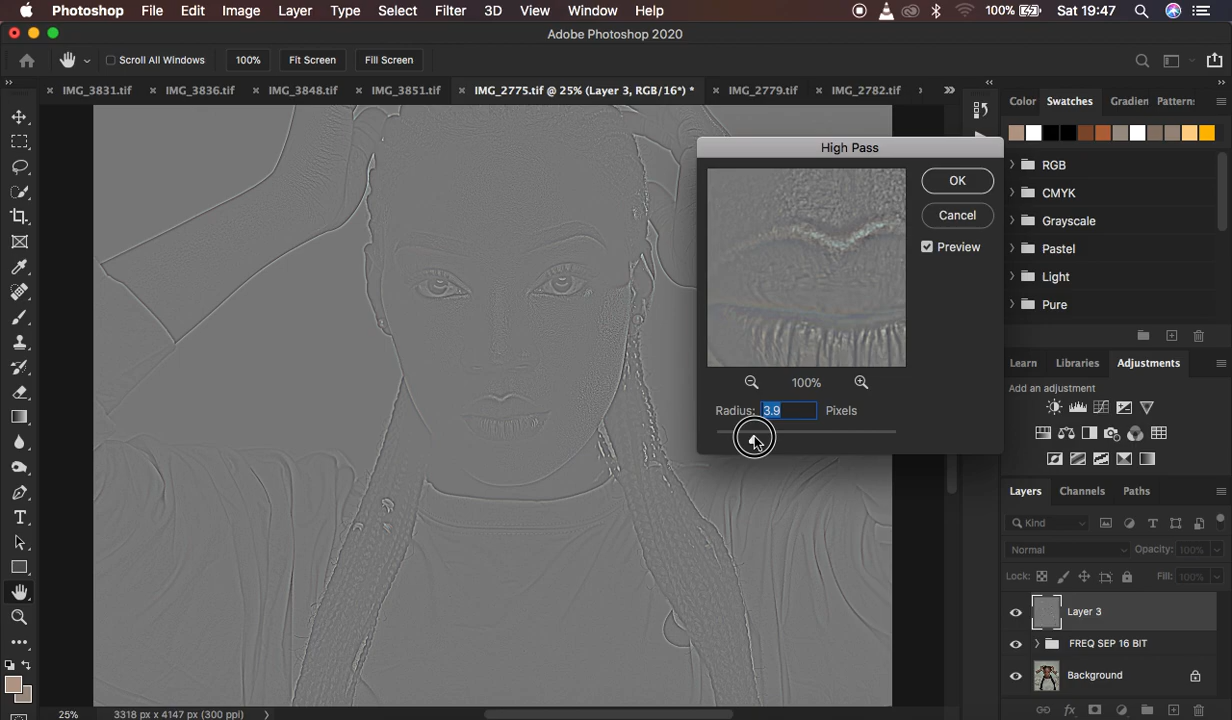 Photoshop File Edit Image Layer Type Select Filter 3D View Window Help 100% Sat 19:47
Adobe Photoshop 2020
Scroll All Windows 100% Fit Screen Fill Screen
IMG_3831.tif IMG_3836.tif IMG_3848.tif IMG_3851.tif IMG_2775.tif @ 25% (Layer 3, RGB/16*) * IMG_2779.tif IMG_2782.tif
Color Swatches Gradien Pattern
High Pass
RGB
OK
CMYK
Cancel
Grayscale
Preview
Pastel
Light
Pure
Learn Libraries Adjustments
100%
Add an adjustment
Radius: 3.9 Pixels
Layers Channels Paths
Kind
Normal Opacity: 100%
Lock: Fill: 100%
Layer 3
FREQ SEP 16 BIT
Background
fx
25% 3318 px x 4147 px (300 ppi)